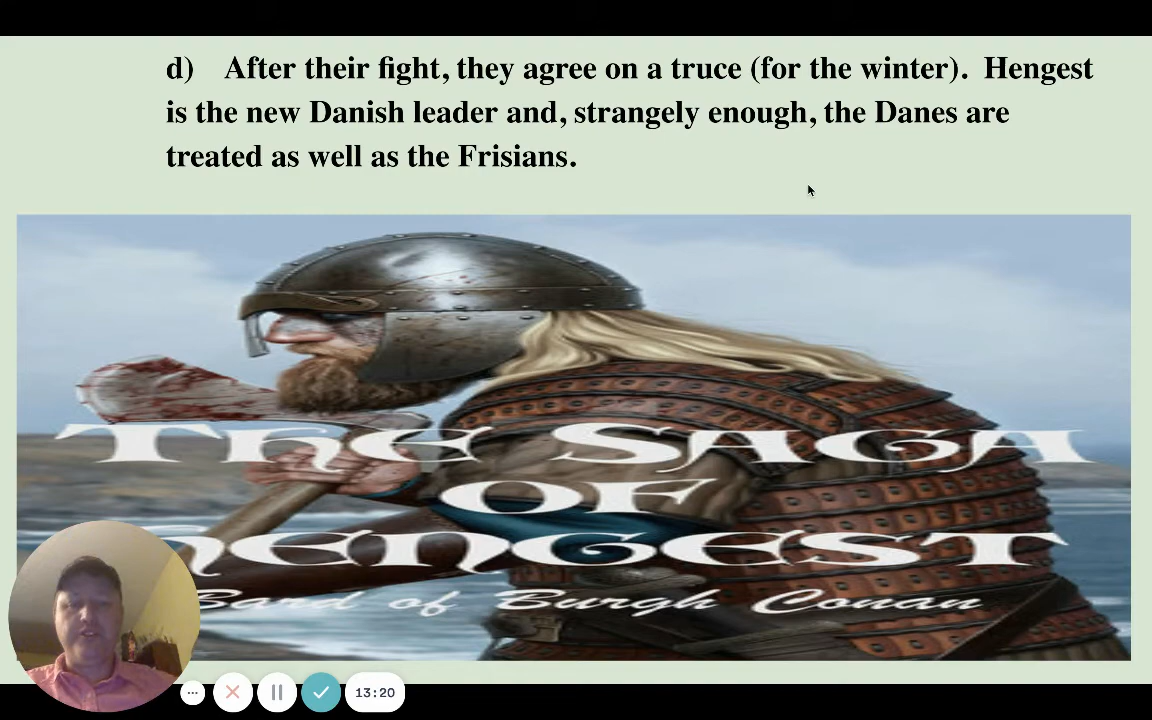 d) After their fight, they agree on a truce (for the winter). Hengest
is the new Danish leader and, strangely enough, the Danes are
treated as well as the Frisians.
The Saga
of
Hengest
Bard of Burgh Conan
13:20